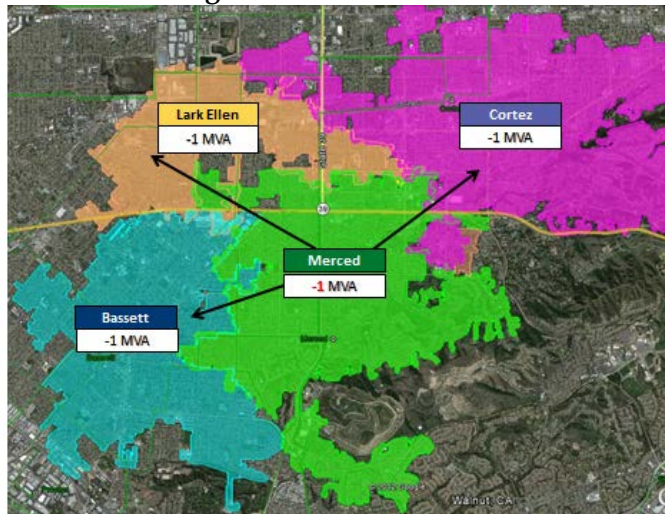 Lark Ellen
-1 MVA
Cortez
-1 MVA
Merced
-1 MVA
Bassett
-1 MVA
Walnut, CA